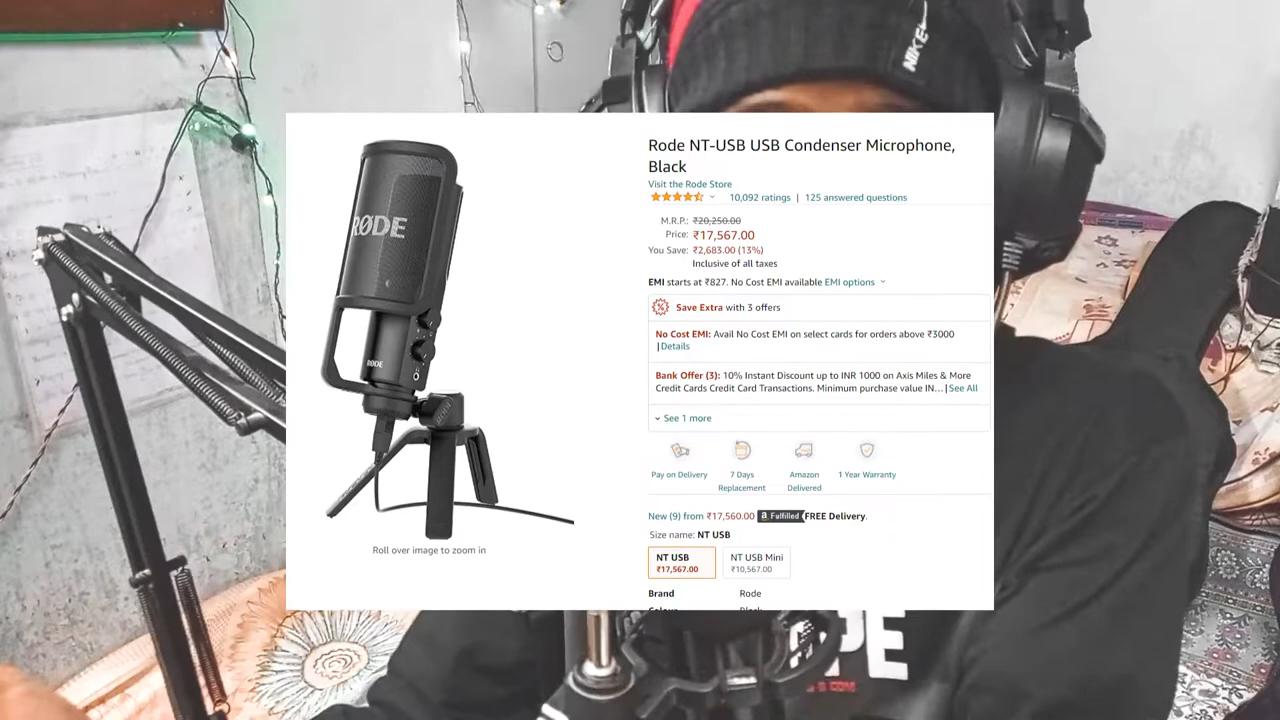 NIKE
Rode NT-USB USB Condenser Microphone,
Black
Visit the Rode Store
10,092 ratings | 125 answered questions
M.R.P.: ₹20,250.00
Price: ₹17,567.00
You Save: ₹2,683.00 (13%)
Inclusive of all taxes
EMI starts at ₹827. No Cost EMI available EMI options
Save Extra with 3 offers
No Cost EMI: Avail No Cost EMI on select cards for orders above ₹3000
| Details
Bank Offer (3): 10% Instant Discount up to INR 1000 on Axis Miles & More
Credit Cards Credit Card Transactions. Minimum purchase value IN... | See All
See 1 more
Pay on Delivery
7 Days
Replacement
Amazon
Delivered
1 Year Warranty
New (9) from ₹17,560.00 Fulfilled FREE Delivery.
Size name: NT USB
NT USB
₹17,567.00
NT USB Mini
₹10,567.00
Brand Rode
RØDE
RØDE
Roll over image to zoom in